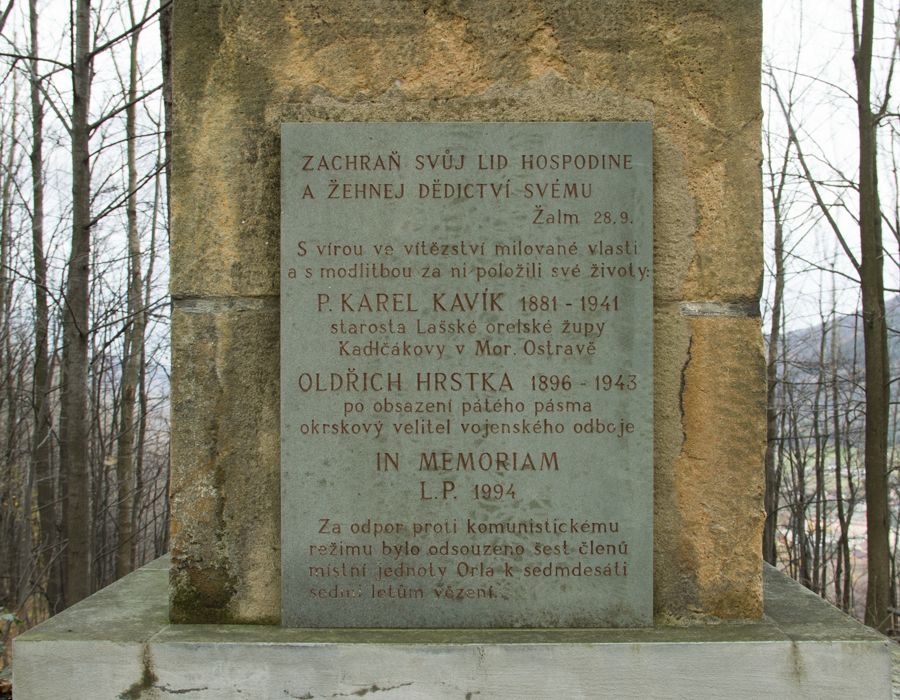 ZACHRAŇ SVŮJ LID HOSPODINE
A ŽEHNEJ DĚDICTVÍ SVÉMU
Žalm 28,9.
S vírou ve vítězství milované vlasti
a s modlitbou za ni položili své životy:
P. KAREL KAVÍK 1881 - 1941
starosta Lašské orelské župy
Kadlčákovy v Mor. Ostravě
OLDŘICH HRSTKA 1896 - 1943
po obsazení pátého pásma
okrskový velitel vojenského odboje
IN MEMORIAM
L.P. 1994
Za odpor proti komunistickému
režimu bylo odsouzeno šest členů
místní jednoty Orla k sedmdesáti
sedmi letům vězení.